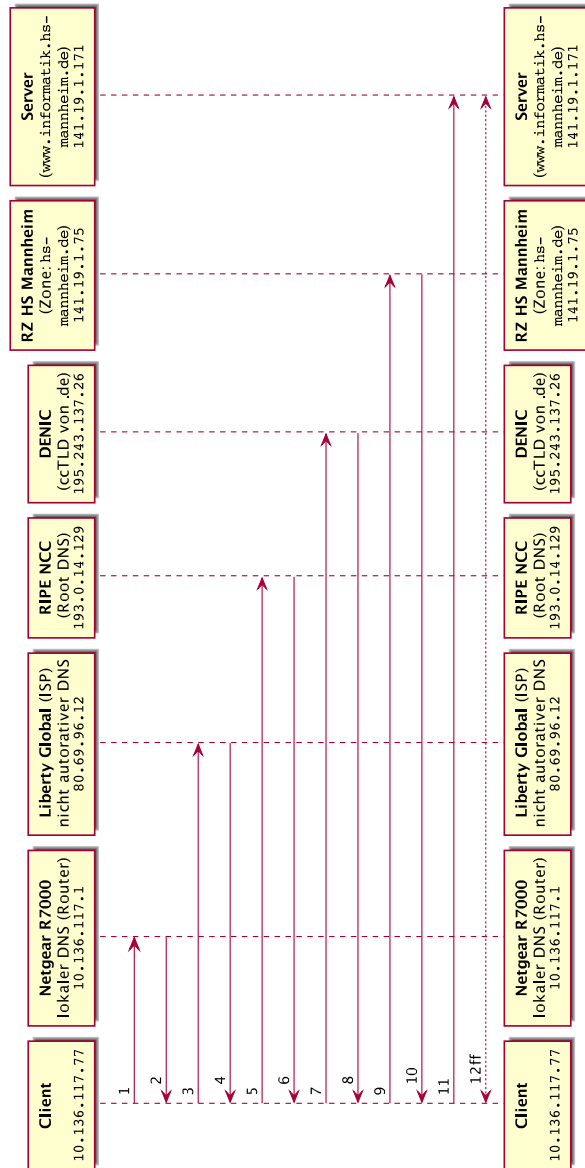 Client
10.136.117.77
Netgear R7000
lokaler DNS (Router)
10.136.117.1
Liberty Global (ISP)
nicht autorativer DNS
80.69.96.12
RIPE NCC
(Root DNS)
193.0.14.129
DENIC
(ccTLD von .de)
195.243.137.26
RZ HS Mannheim
(Zone: hs-
mannheim.de)
141.19.1.75
Server
(www.informatik.hs-
mannheim.de)
141.19.1.171
1
2
3
4
5
6
7
8
9
10
11
12ff
Client
10.136.117.77
Netgear R7000
lokaler DNS (Router)
10.136.117.1
Liberty Global (ISP)
nicht autorativer DNS
80.69.96.12
RIPE NCC
(Root DNS)
193.0.14.129
DENIC
(ccTLD von .de)
195.243.137.26
RZ HS Mannheim
(Zone: hs-
mannheim.de)
141.19.1.75
Server
(www.informatik.hs-
mannheim.de)
141.19.1.171